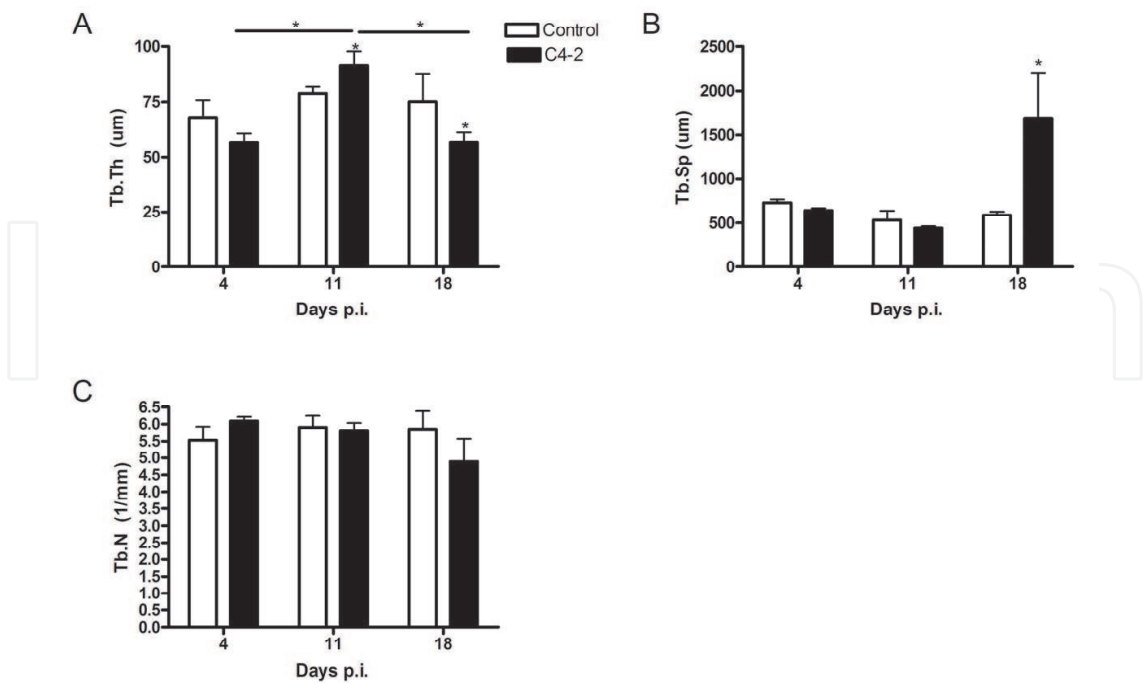 A
* *
Control
C4-2
Tb.Th (um)
100
75
50
25
0
*
*
4 11 18
Days p.i.
B
Tb.Sp (um)
2500
2000
1500
1000
500
0
*
4 11 18
Days p.i.
C
Tb.N (1/mm)
6.5
6.0
5.5
5.0
4.5
4.0
3.5
3.0
2.5
2.0
1.5
1.0
0.5
0.0
4 11 18
Days p.i.